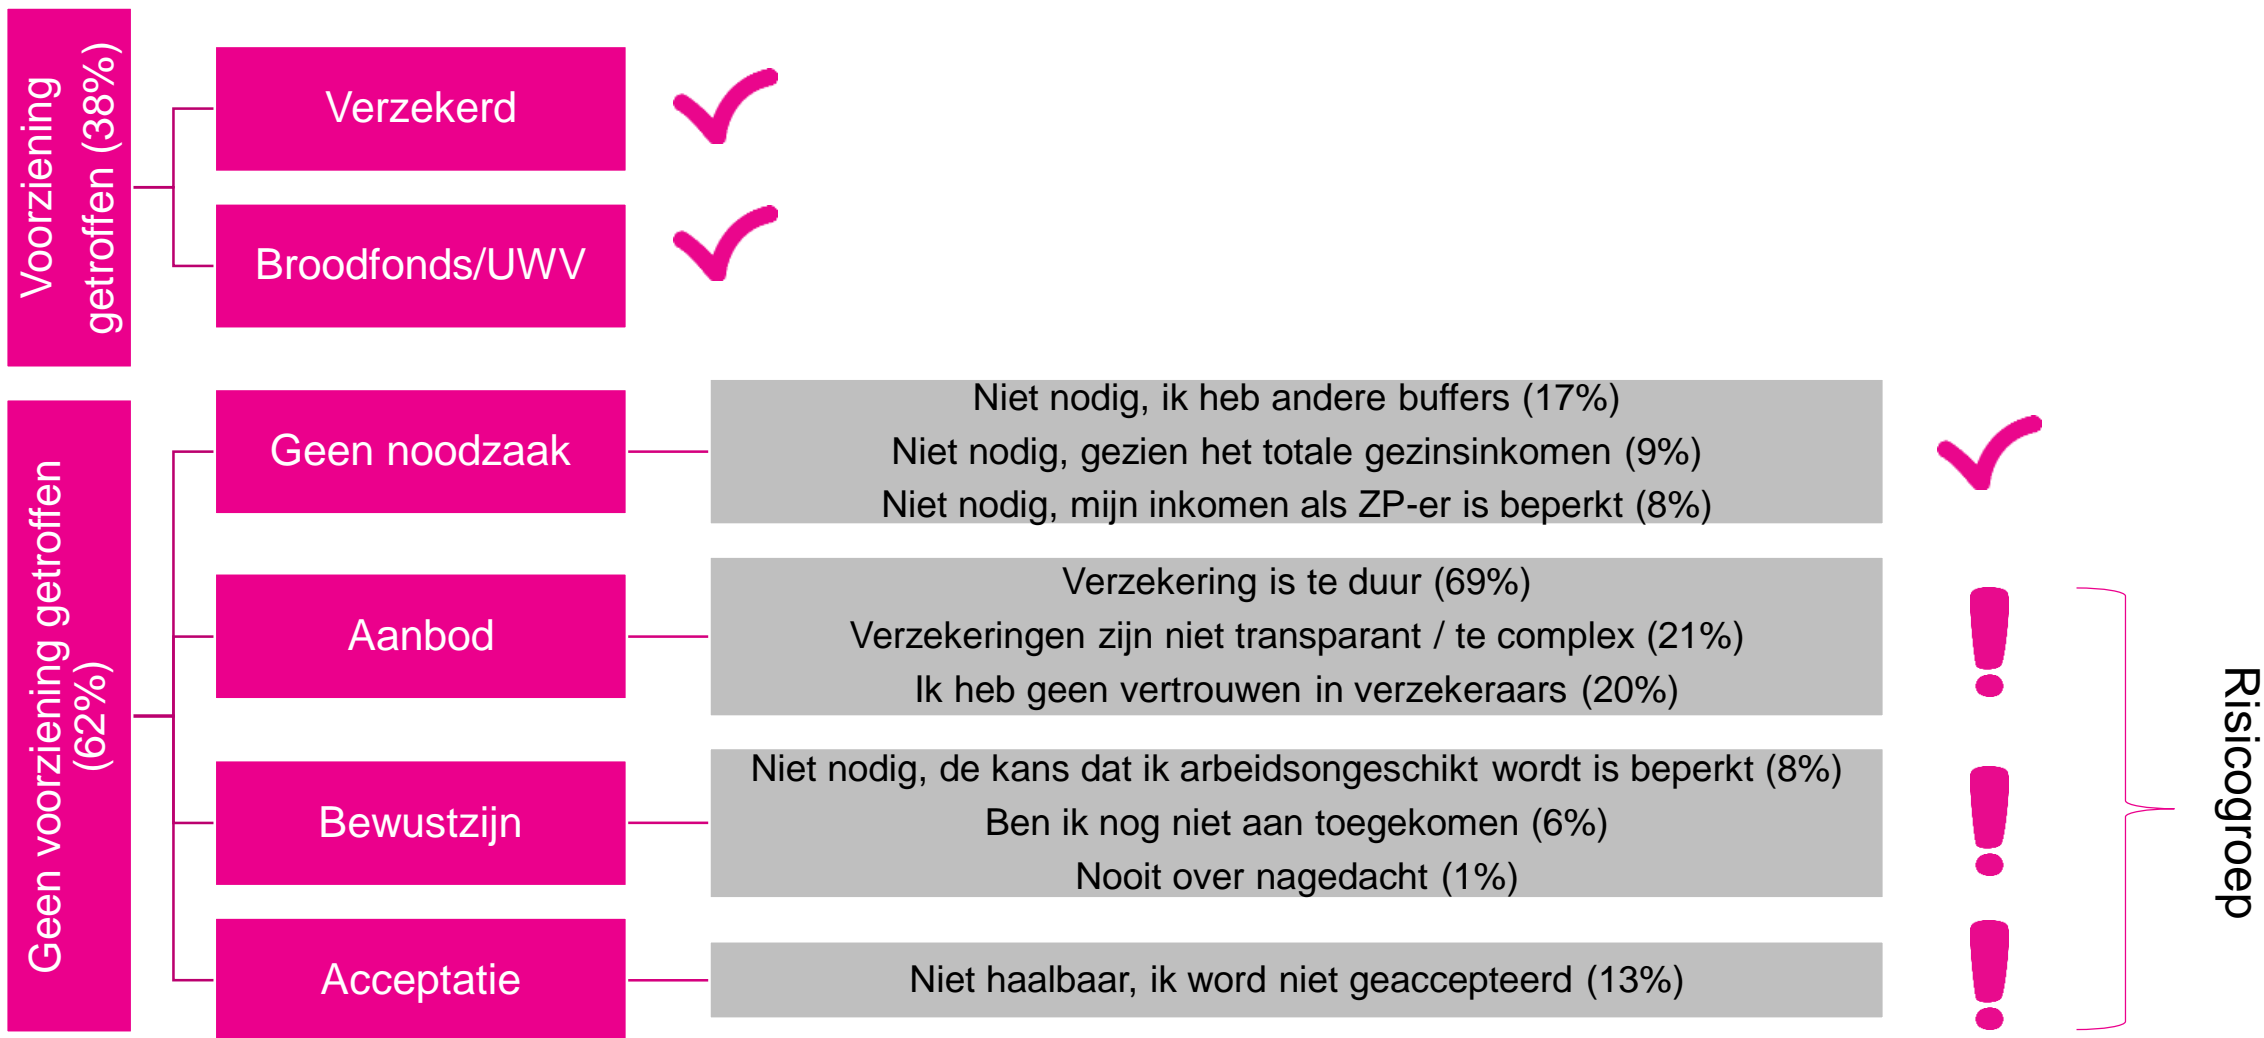 Voorziening
getroffen (38%)
Verzekerd
Broodfonds/UWV
Geen voorziening getroffen
(62%)
Geen noodzaak
Niet nodig, ik heb andere buffers (17%)
Niet nodig, gezien het totale gezinsinkomen (9%)
Niet nodig, mijn inkomen als ZP-er is beperkt (8%)
Aanbod
Verzekering is te duur (69%)
Verzekeringen zijn niet transparant / te complex (21%)
Ik heb geen vertrouwen in verzekeraars (20%)
Bewustzijn
Niet nodig, de kans dat ik arbeidsongeschikt wordt is beperkt (8%)
Ben ik nog niet aan toegekomen (6%)
Nooit over nagedacht (1%)
Acceptatie
Niet haalbaar, ik word niet geaccepteerd (13%)
Risicogroep